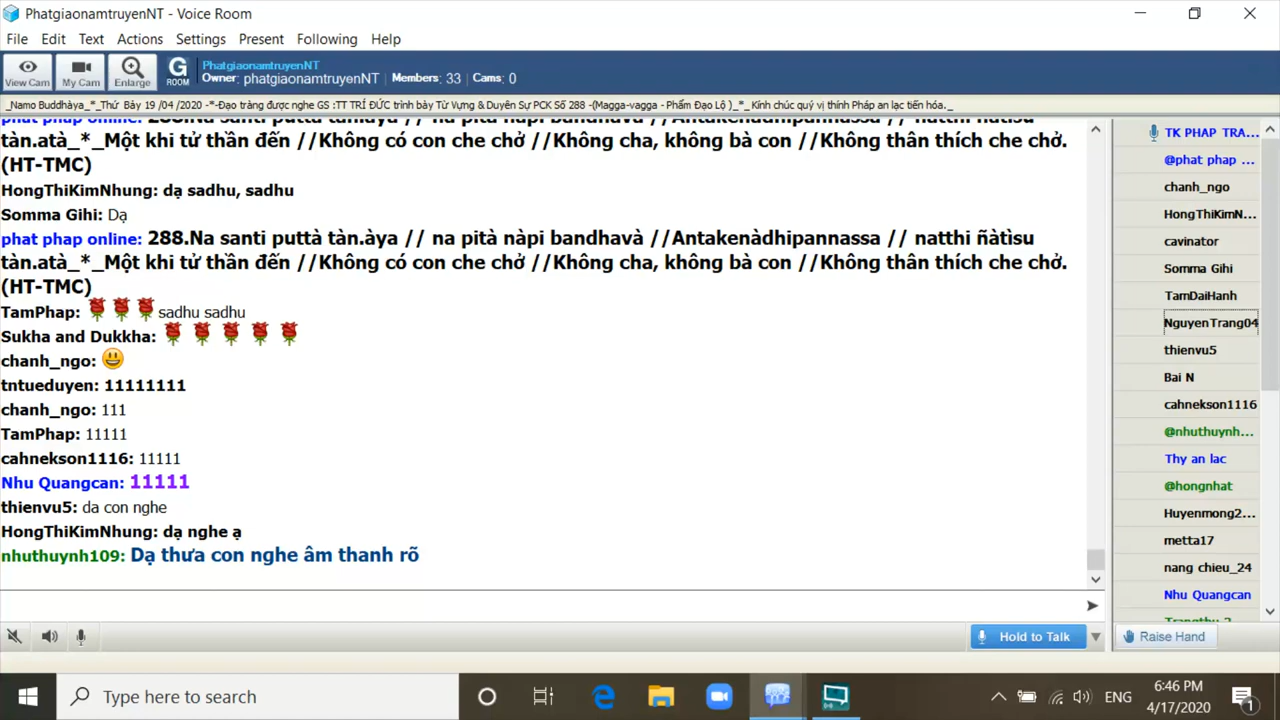 PhatgiaonamtruyenNT - Voice Room
File Edit Text Actions Settings Present Following Help
View Cam My Cam Enlarge G ROOM PhatgiaonamtruyenNT
Owner: phatgiaonamtruyenNT Members: 33 Cams: 0
_Namo Buddhàya_*_Thứ Bảy 19 /04 /2020 -*-Đạo tràng được nghe GS :TT TRÍ ĐỨC trình bày Từ Vựng & Duyên Sự PCK Số 288 -(Magga-vagga - Phẩm Đạo Lộ )_*_ Kính chúc quý vị thính Pháp an lạc tiến hóa._
tàn.atà_*_Một khi tử thần đến //Không có con che chở //Không cha, không bà con //Không thân thích che chở.
(HT-TMC)
HongThiKimNhung: dạ sadhu, sadhu
Somma Gihi: Dạ
phat phap online: 288.Na santi puttà tàn.àya // na pità nàpi bandhavà //Antakenàdhipannassa // natthi ñàtìsu
tàn.atà_*_Một khi tử thần đến //Không có con che chở //Không cha, không bà con //Không thân thích che chở.
(HT-TMC)
TamPhap: sadhu sadhu
Sukha and Dukkha:
chanh_ngo:
tntueduyen: 11111111
chanh_ngo: 111
TamPhap: 11111
cahnekson1116: 11111
Nhu Quangcan: 11111
thienvu5: da con nghe
HongThiKimNhung: dạ nghe ạ
nhuthuynh109: Dạ thưa con nghe âm thanh rõ
TK PHAP TRA...
@phat phap ...
chanh_ngo
HongThiKimN...
cavinator
Somma Gihi
TamDaiHanh
NguyenTrang04
thienvu5
Bai N
cahnekson1116
@nhuthuynh...
Thy an lac
@hongnhat
Huyenmong2...
metta17
nang chieu_24
Nhu Quangcan
Hold to Talk
Raise Hand
Type here to search
ENG
6:46 PM
4/17/2020
1